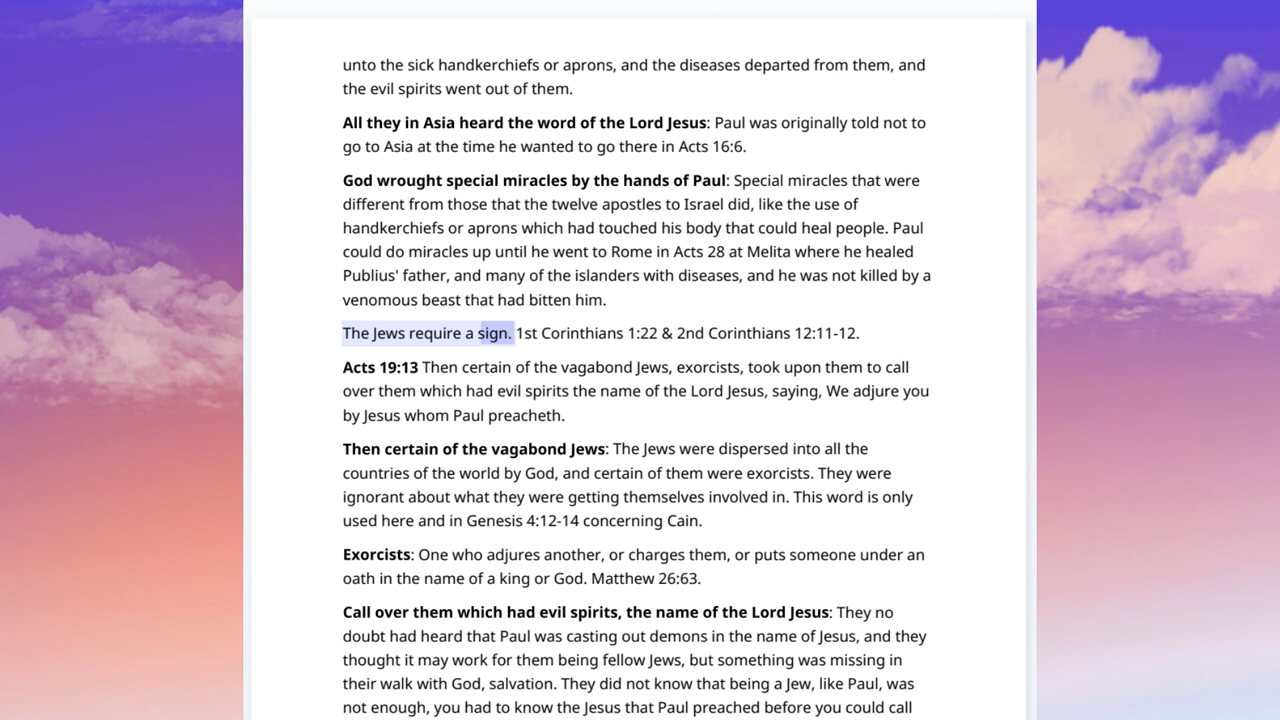 unto the sick handkerchiefs or aprons, and the diseases departed from them, and
the evil spirits went out of them.
All they in Asia heard the word of the Lord Jesus: Paul was originally told not to
go to Asia at the time he wanted to go there in Acts 16:6.
God wrought special miracles by the hands of Paul: Special miracles that were
different from those that the twelve apostles to Israel did, like the use of
handkerchiefs or aprons which had touched his body that could heal people. Paul
could do miracles up until he went to Rome in Acts 28 at Melita where he healed
Publius' father, and many of the islanders with diseases, and he was not killed by a
venomous beast that had bitten him.
The Jews require a sign. 1st Corinthians 1:22 & 2nd Corinthians 12:11-12.
Acts 19:13 Then certain of the vagabond Jews, exorcists, took upon them to call
over them which had evil spirits the name of the Lord Jesus, saying, We adjure you
by Jesus whom Paul preacheth.
Then certain of the vagabond Jews: The Jews were dispersed into all the
countries of the world by God, and certain of them were exorcists. They were
ignorant about what they were getting themselves involved in. This word is only
used here and in Genesis 4:12-14 concerning Cain.
Exorcists: One who adjures another, or charges them, or puts someone under an
oath in the name of a king or God. Matthew 26:63.
Call over them which had evil spirits, the name of the Lord Jesus: They no
doubt had heard that Paul was casting out demons in the name of Jesus, and they
thought it may work for them being fellow Jews, but something was missing in
their walk with God, salvation. They did not know that being a Jew, like Paul, was
not enough, you had to know the Jesus that Paul preached before you could call